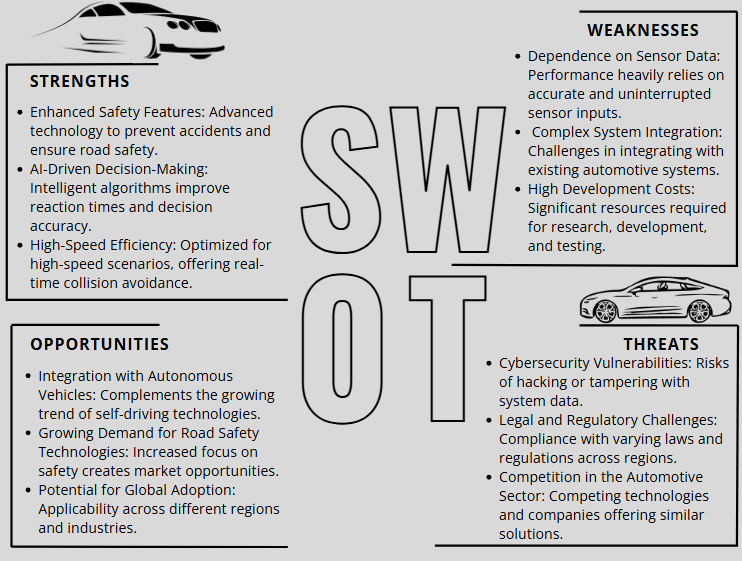 STRENGTHS
• Enhanced Safety Features: Advanced
technology to prevent accidents and
ensure road safety.
• AI-Driven Decision-Making:
Intelligent algorithms improve
reaction times and decision
accuracy.
• High-Speed Efficiency: Optimized for
high-speed scenarios, offering real-
time collision avoidance.
SW
OT
WEAKNESSES
• Dependence on Sensor Data:
Performance heavily relies on
accurate and uninterrupted
sensor inputs.
• Complex System Integration:
Challenges in integrating with
existing automotive systems.
• High Development Costs:
Significant resources required
for research, development,
and testing.
OPPORTUNITIES
• Integration with Autonomous
Vehicles: Complements the growing
trend of self-driving technologies.
• Growing Demand for Road Safety
Technologies: Increased focus on
safety creates market opportunities.
• Potential for Global Adoption:
Applicability across different regions
and industries.
THREATS
• Cybersecurity Vulnerabilities: Risks
of hacking or tampering with
system data.
• Legal and Regulatory Challenges:
Compliance with varying laws and
regulations across regions.
• Competition in the Automotive
Sector: Competing technologies
and companies offering similar
solutions.